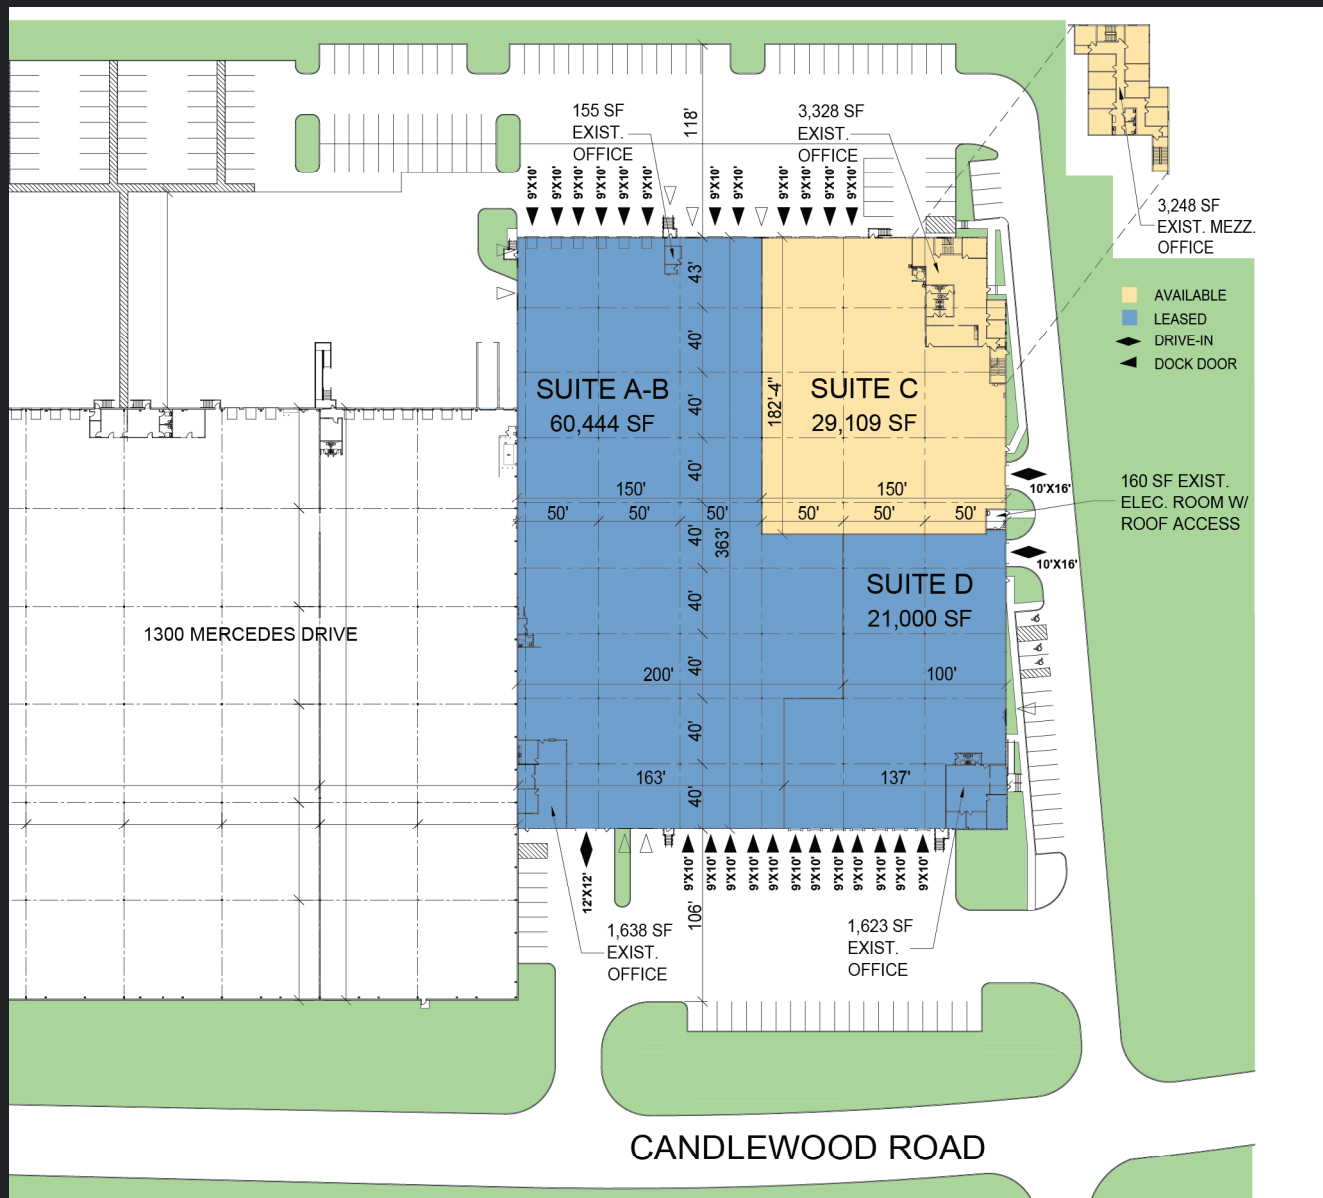 155 SF
EXIST.
OFFICE
3,328 SF
EXIST.
OFFICE
118'
9'X10'
9'X10'
9'X10'
9'X10'
9'X10'
9'X10'
9'X10'
9'X10'
9'X10'
9'X10'
9'X10'
9'X10'
3,248 SF
EXIST. MEZZ.
OFFICE
AVAILABLE
LEASED
DRIVE-IN
DOCK DOOR
43'
40'
40'
40'
40'
40'
40'
40'
40'
363'
182'-4"
SUITE A-B
60,444 SF
SUITE C
29,109 SF
150'
150'
50'
50'
50'
50'
50'
50'
10'X16'
160 SF EXIST.
ELEC. ROOM W/
ROOF ACCESS
10'X16'
SUITE D
21,000 SF
1300 MERCEDES DRIVE
200'
100'
163'
137'
12'X12'
9'X10'
9'X10'
9'X10'
9'X10'
9'X10'
9'X10'
9'X10'
9'X10'
9'X10'
9'X10'
9'X10'
106'
1,638 SF
EXIST.
OFFICE
1,623 SF
EXIST.
OFFICE
CANDLEWOOD ROAD